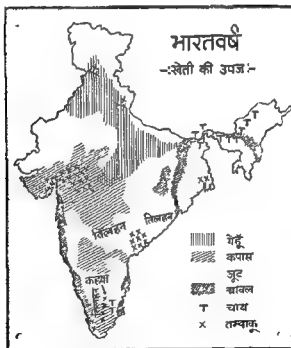 भारतवर्ष
-:खेती की उपज:-
तिलहन
तिलहन
कहवा
गेहूँ
कपास
जूट
चावल
T चाय
x तम्बाकू